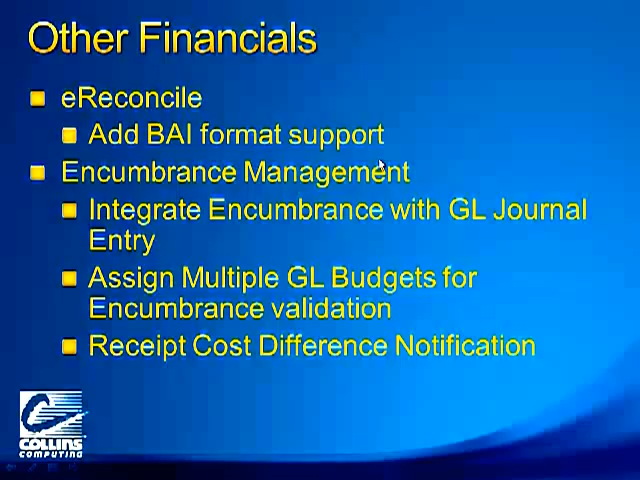 Other Financials
eReconcile
Add BAI format support
Encumbrance Management
Integrate Encumbrance with GL Journal
Entry
Assign Multiple GL Budgets for
Encumbrance validation
Receipt Cost Difference Notification
COLLINS
COMPUTING